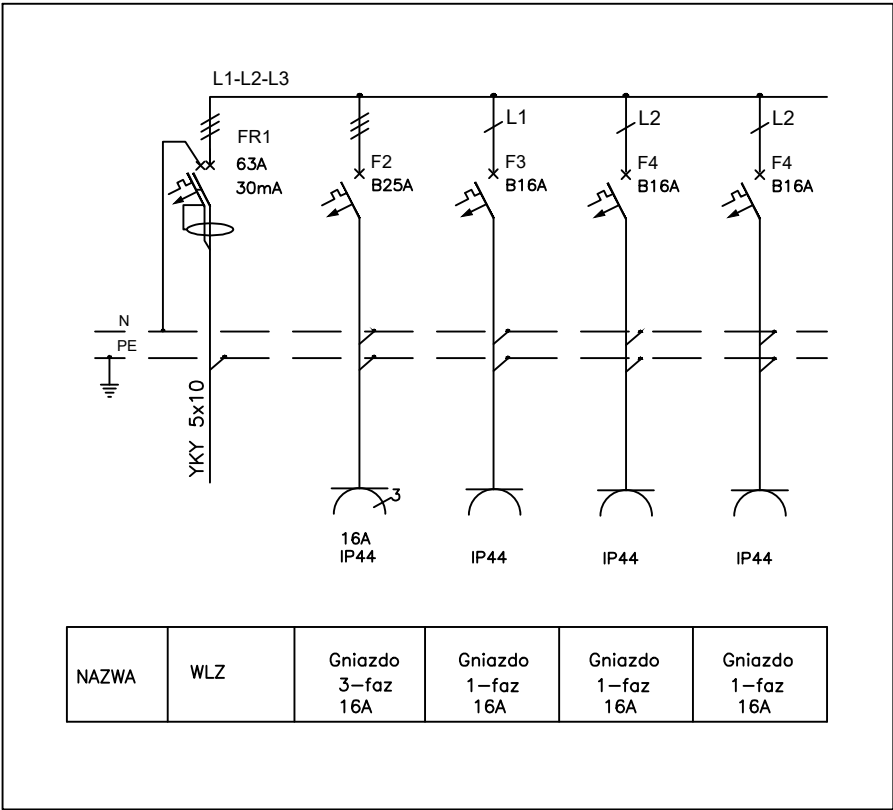 L1-L2-L3
FR1
63A
30mA
F2
B25A
L1
F3
B16A
L2
F4
B16A
L2
F4
B16A
N
PE
YKY 5x10
3
16A
IP44
IP44
IP44
IP44
NAZWA
WLZ
Gniazdo
3-faz
16A
Gniazdo
1-faz
16A
Gniazdo
1-faz
16A
Gniazdo
1-faz
16A